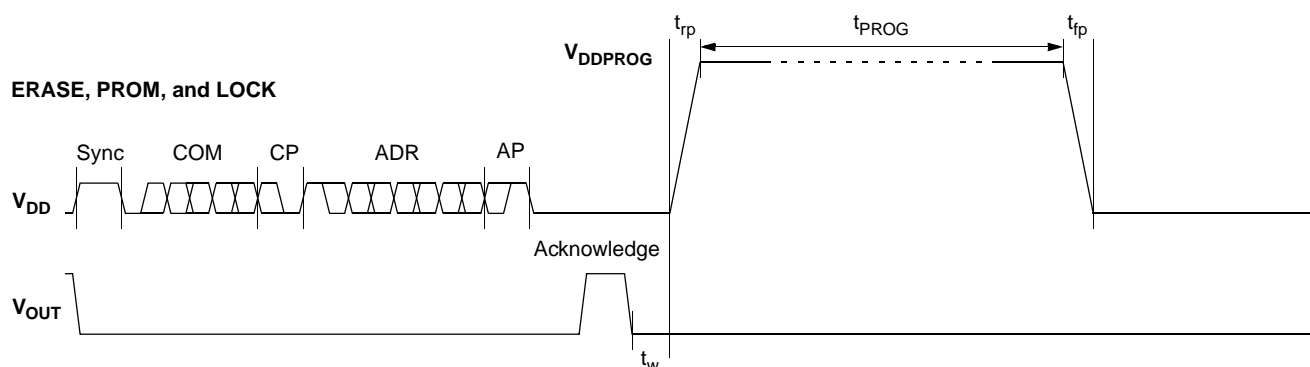 t_rp t_PROG t_fp
V_DDPROG
ERASE, PROM, and LOCK
Sync COM CP ADR AP
V_DD
Acknowledge
V_OUT
t_w